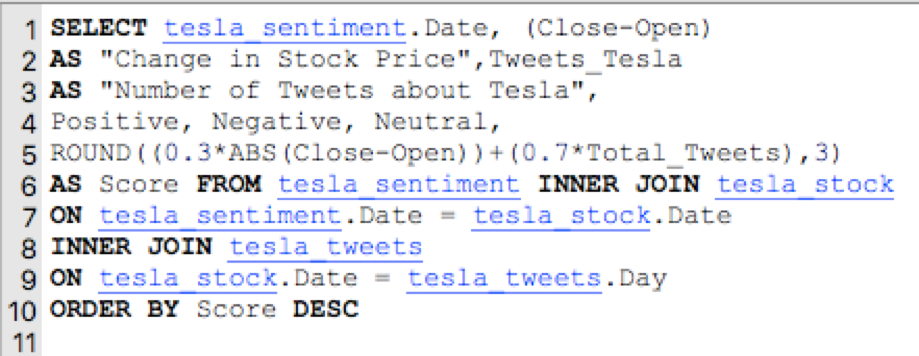 1 SELECT tesla_sentiment.Date, (Close-Open)
2 AS "Change in Stock Price",Tweets_Tesla
3 AS "Number of Tweets about Tesla",
4 Positive, Negative, Neutral,
5 ROUND((0.3*ABS(Close-Open))+(0.7*Total_Tweets),3)
6 AS Score FROM tesla_sentiment INNER JOIN tesla_stock
7 ON tesla_sentiment.Date = tesla_stock.Date
8 INNER JOIN tesla_tweets
9 ON tesla_stock.Date = tesla_tweets.Day
10 ORDER BY Score DESC
11